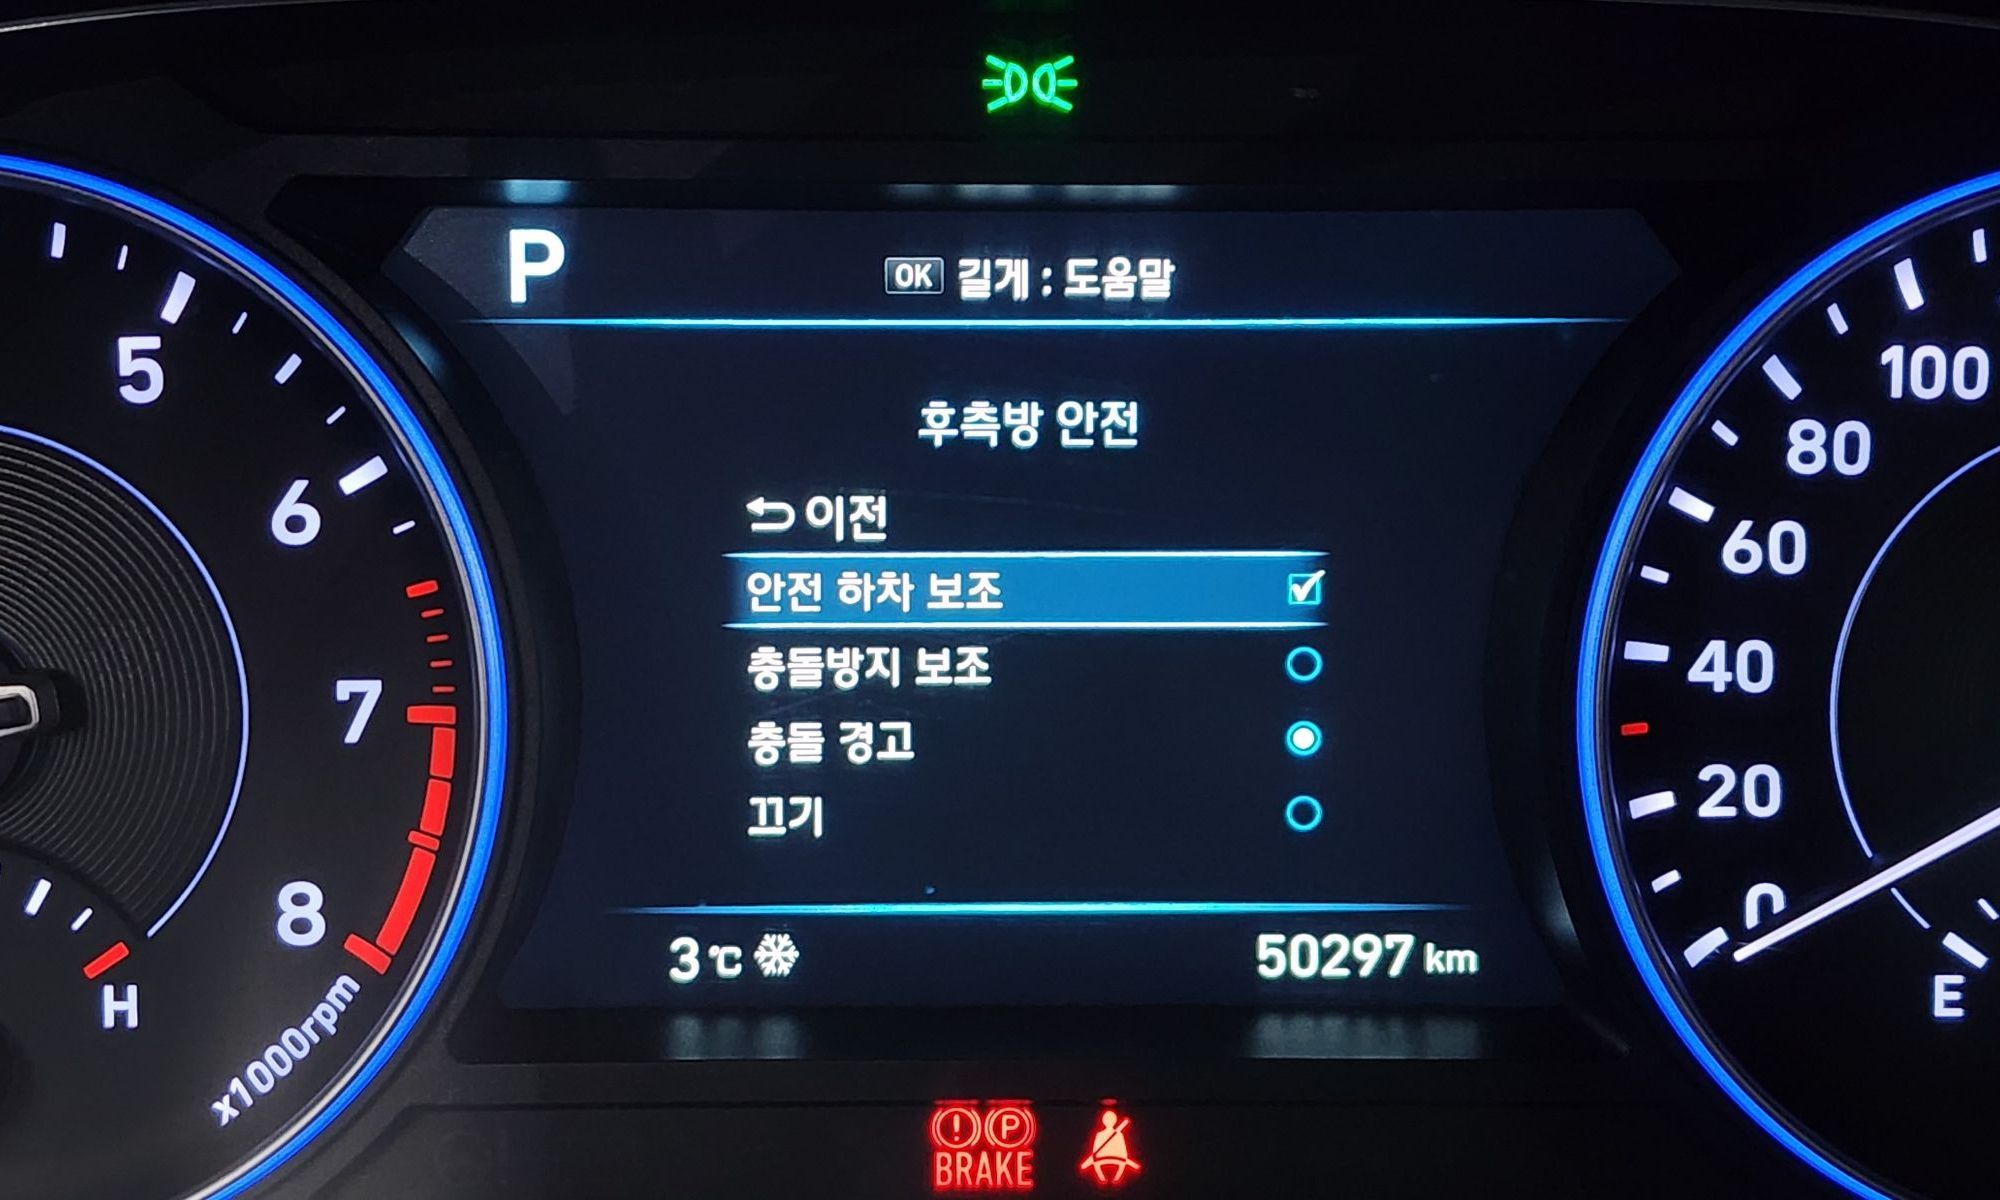 P
OK 길게 : 도움말
후측방 안전
이전
안전 하차 보조
충돌방지 보조
충돌 경고
끄기
3℃
50297 km
5
6
7
8
H
x1000rpm
100
80
60
40
20
0
E
P
BRAKE